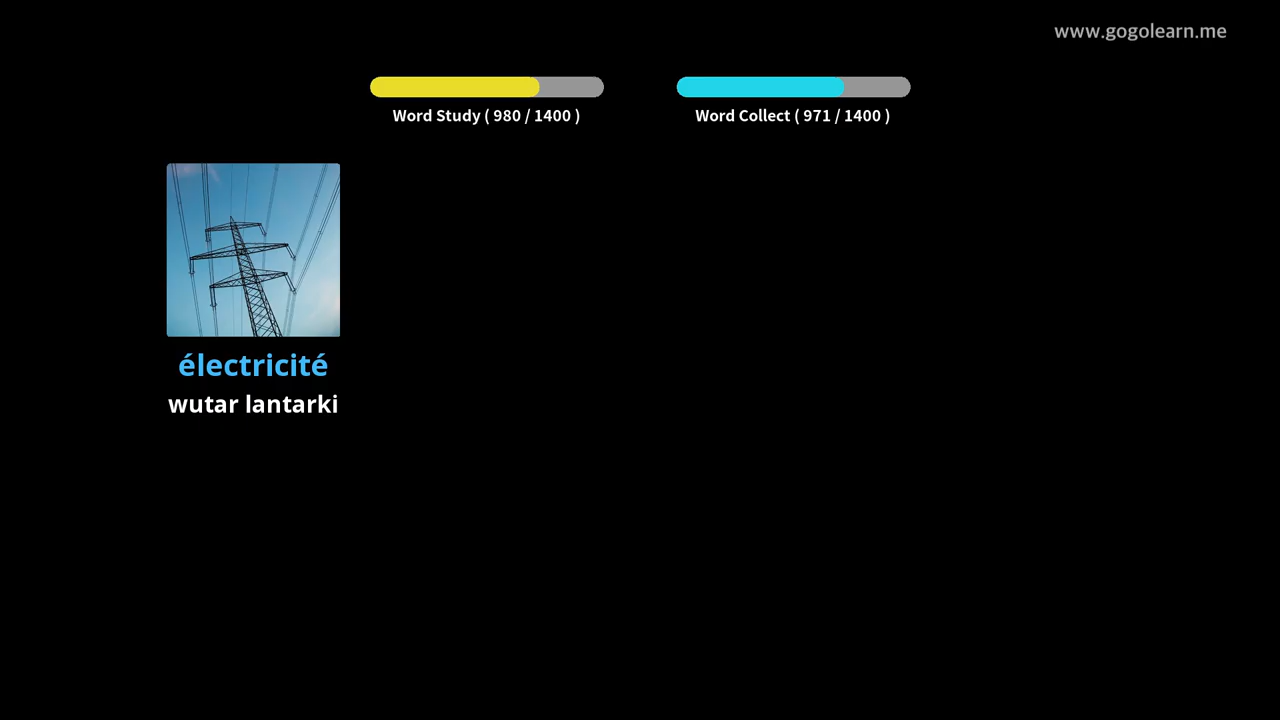 www.gogolearn.me
Word Study ( 980 / 1400 )
Word Collect ( 971 / 1400 )
électricité
wutar lantarki